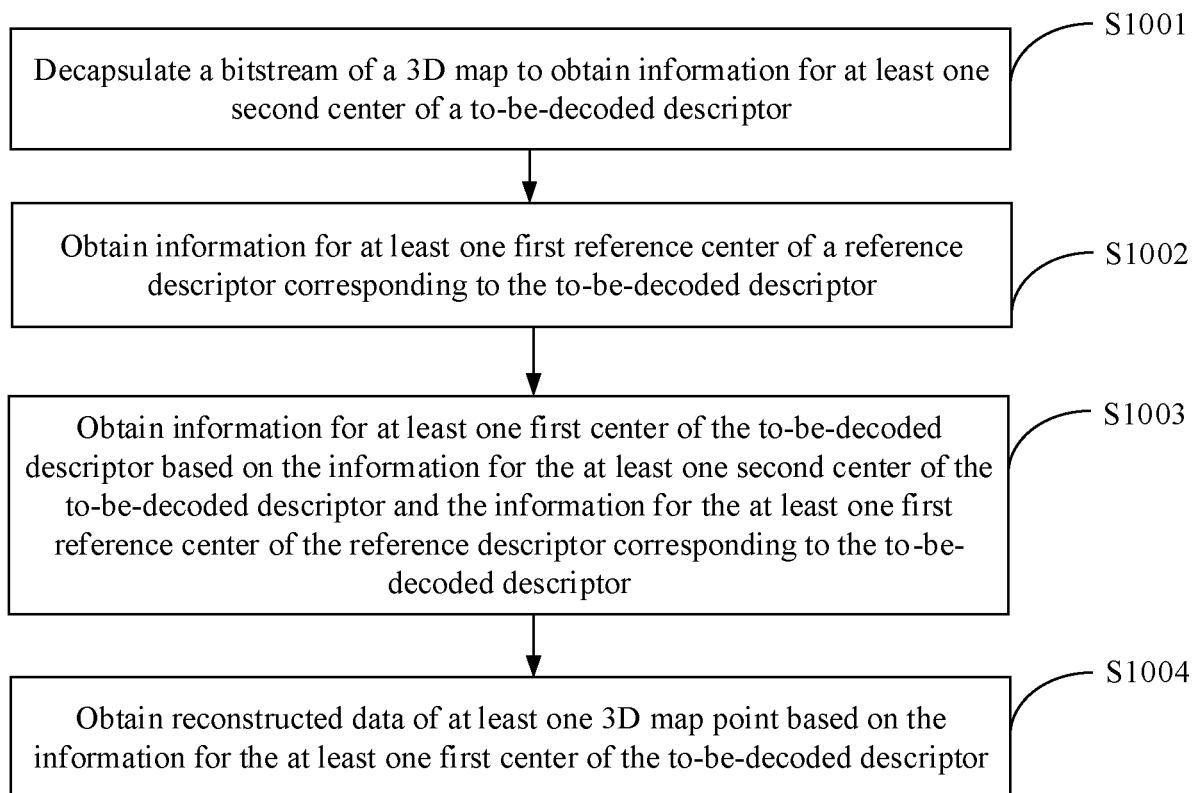 S1001
Decapsulate a bitstream of a 3D map to obtain information for at least one
second center of a to-be-decoded descriptor
Obtain information for at least one first reference center of a reference
descriptor corresponding to the to-be-decoded descriptor
S1002
Obtain information for at least one first center of the to-be-decoded
descriptor based on the information for the at least one second center of the
to-be-decoded descriptor and the information for the at least one first
reference center of the reference descriptor corresponding to the to-be-
decoded descriptor
S1003
Obtain reconstructed data of at least one 3D map point based on the
information for the at least one first center of the to-be-decoded descriptor
S1004